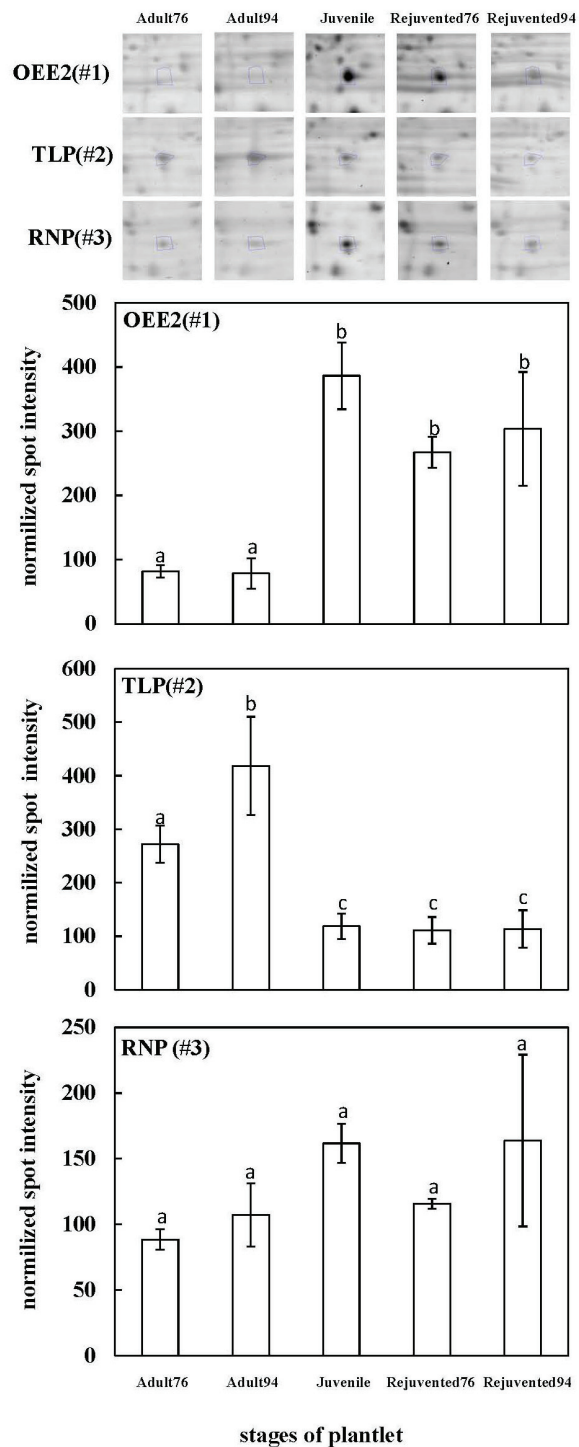 Adult76 Adult94 Juvenile Rejuvented76 Rejuvented94
OEE2(#1)
TLP(#2)
RNP(#3)
OEE2(#1)
normilized spot intensity
500
400
300
200
100
0
a a b b b
TLP(#2)
normilized spot intensity
600
500
400
300
200
100
0
a b c c c
RNP (#3)
normilized spot intensity
250
200
150
100
50
0
a a a a a
Adult76 Adult94 Juvenile Rejuvented76 Rejuvented94
stages of plantlet